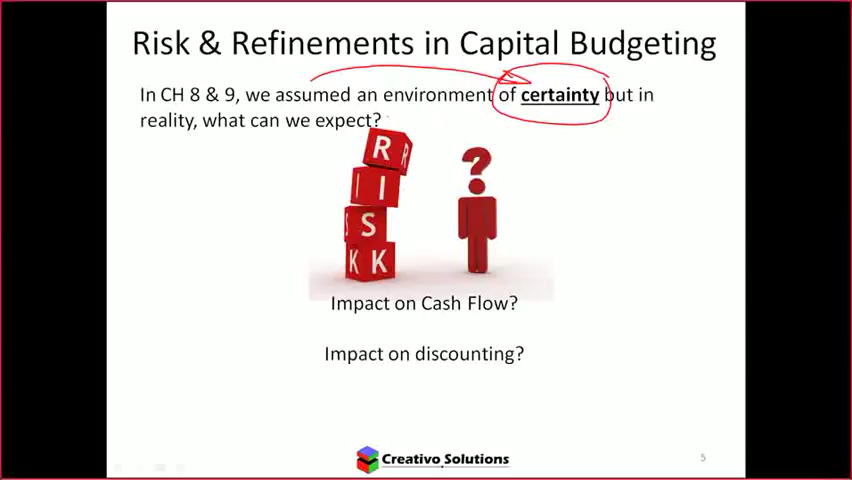 Risk & Refinements in Capital Budgeting
In CH 8 & 9, we assumed an environment of certainty but in
reality, what can we expect?
R R
I I
S S
K K
?
Impact on Cash Flow?
Impact on discounting?
Creativo Solutions
5